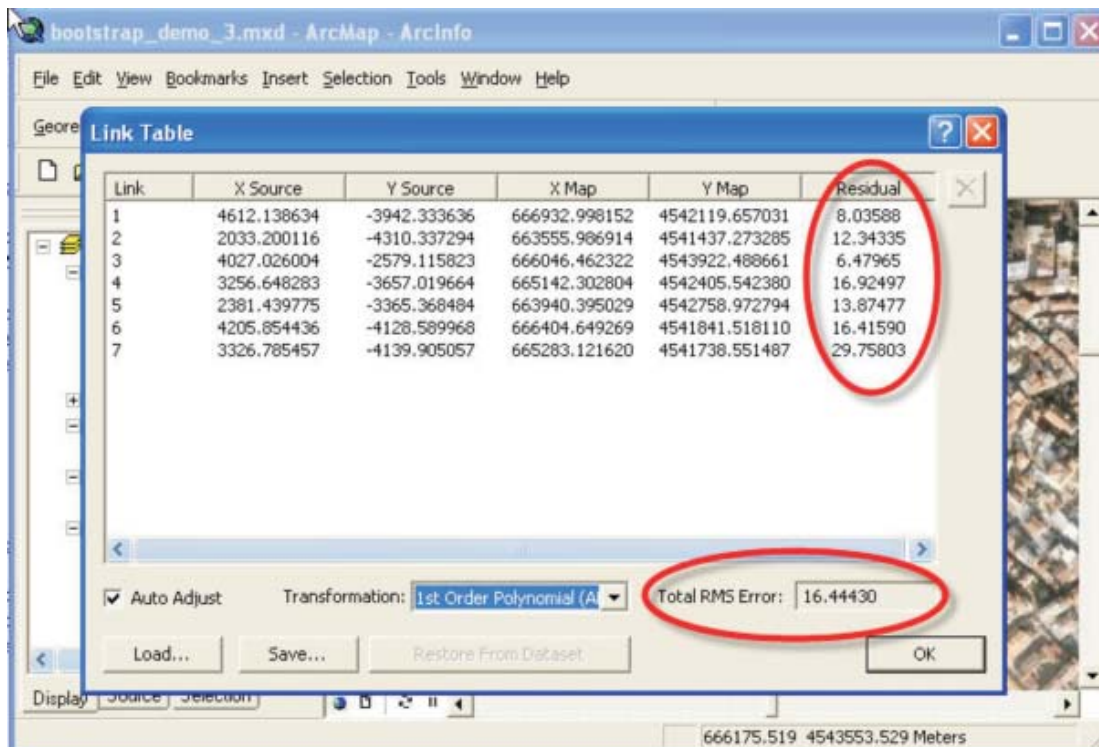 bootstrap_demo_3.mxd - ArcMap - ArcInfo
File Edit View Bookmarks Insert Selection Tools Window Help
Geore
Link Table
Link X Source Y Source X Map Y Map Residual
1 4612.138634 -3942.333636 666932.998152 4542119.657031 8.03588
2 2033.200116 -4310.337294 663555.986914 4541437.273285 12.34335
3 4027.026004 -2579.115823 666046.462322 4543922.488661 6.47965
4 3256.648283 -3657.019664 665142.302804 4542405.542380 16.92497
5 2381.439775 -3365.368484 663940.395029 4542758.972794 13.87477
6 4205.854436 -4128.589968 666404.649269 4541841.518110 16.41590
7 3326.785457 -4139.905057 665283.121620 4541738.551487 29.75803
Auto Adjust Transformation: 1st Order Polynomial (A Total RMS Error: 16.44430
Load... Save... Restore From Dataset OK
Display Source Selection
666175.519 4543553.529 Meters